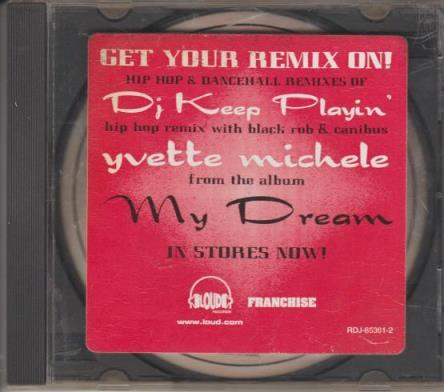 GET YOUR REMIX ON!
HIP HOP & DANCEHALL REMIXES OF
Dj Keep Playin'
hip hop remix with black rob & canibus
yvette michele
from the album
My Dream
IN STORES NOW!
LOUD
RECORDS
FRANCHISE
www.loud.com
RDJ-65361-2